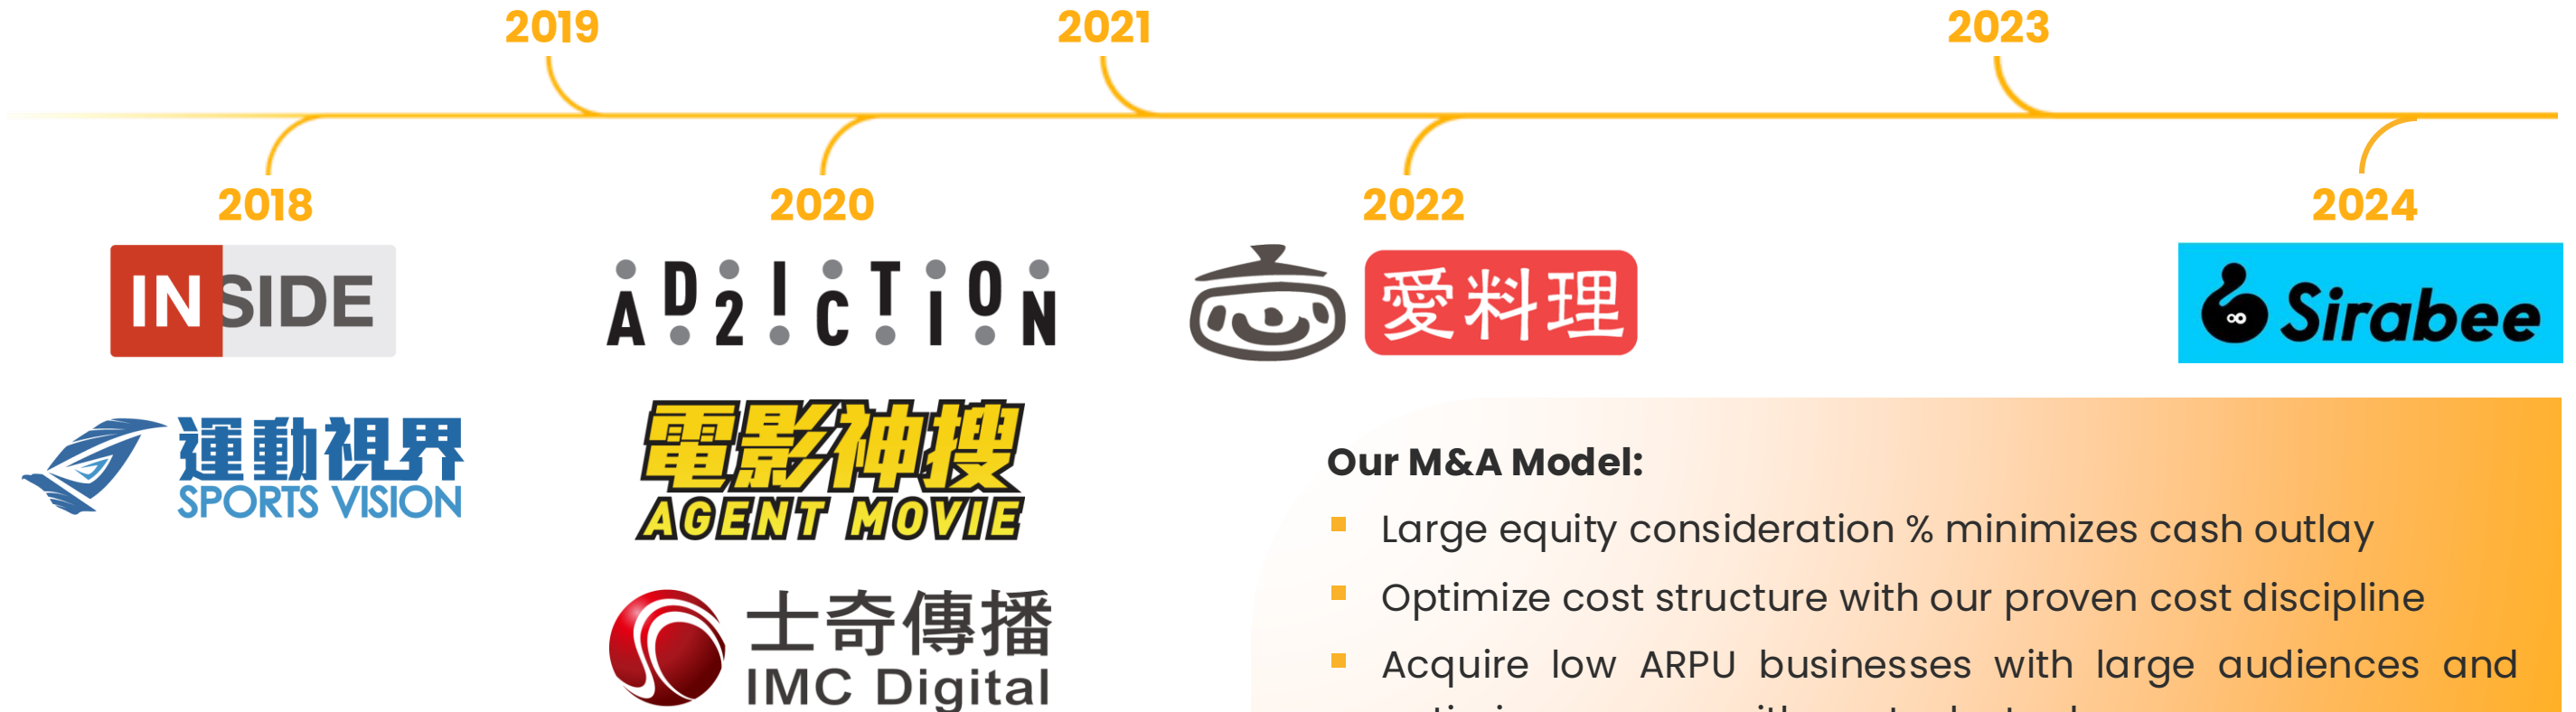 2019
2021
2023
2018
2020
2022
2024
INSIDE
AD2ICTION
愛料理
Sirabee
運動視界
SPORTS VISION
電影神搜
AGENT MOVIE
士奇傳播
IMC Digital
Our M&A Model:
Large equity consideration % minimizes cash outlay
Optimize cost structure with our proven cost discipline
Acquire low ARPU businesses with large audiences and